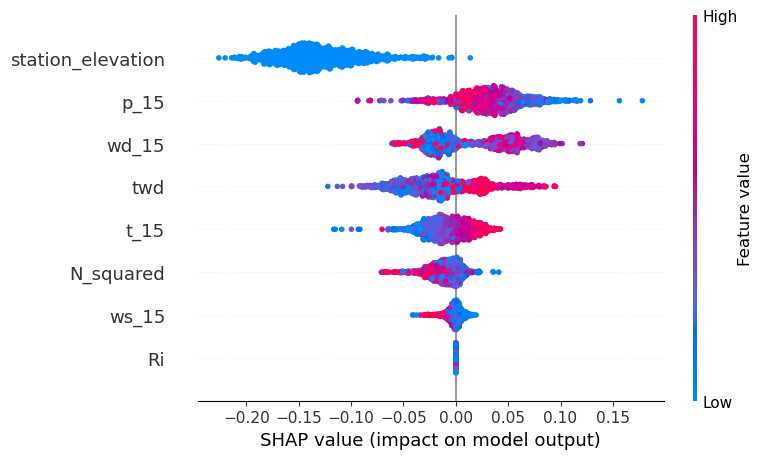 High
station_elevation
p_15
wd_15
twd
t_15
N_squared
ws_15
Ri
Feature value
Low
−0.20 −0.15 −0.10 −0.05 0.00 0.05 0.10 0.15
SHAP value (impact on model output)